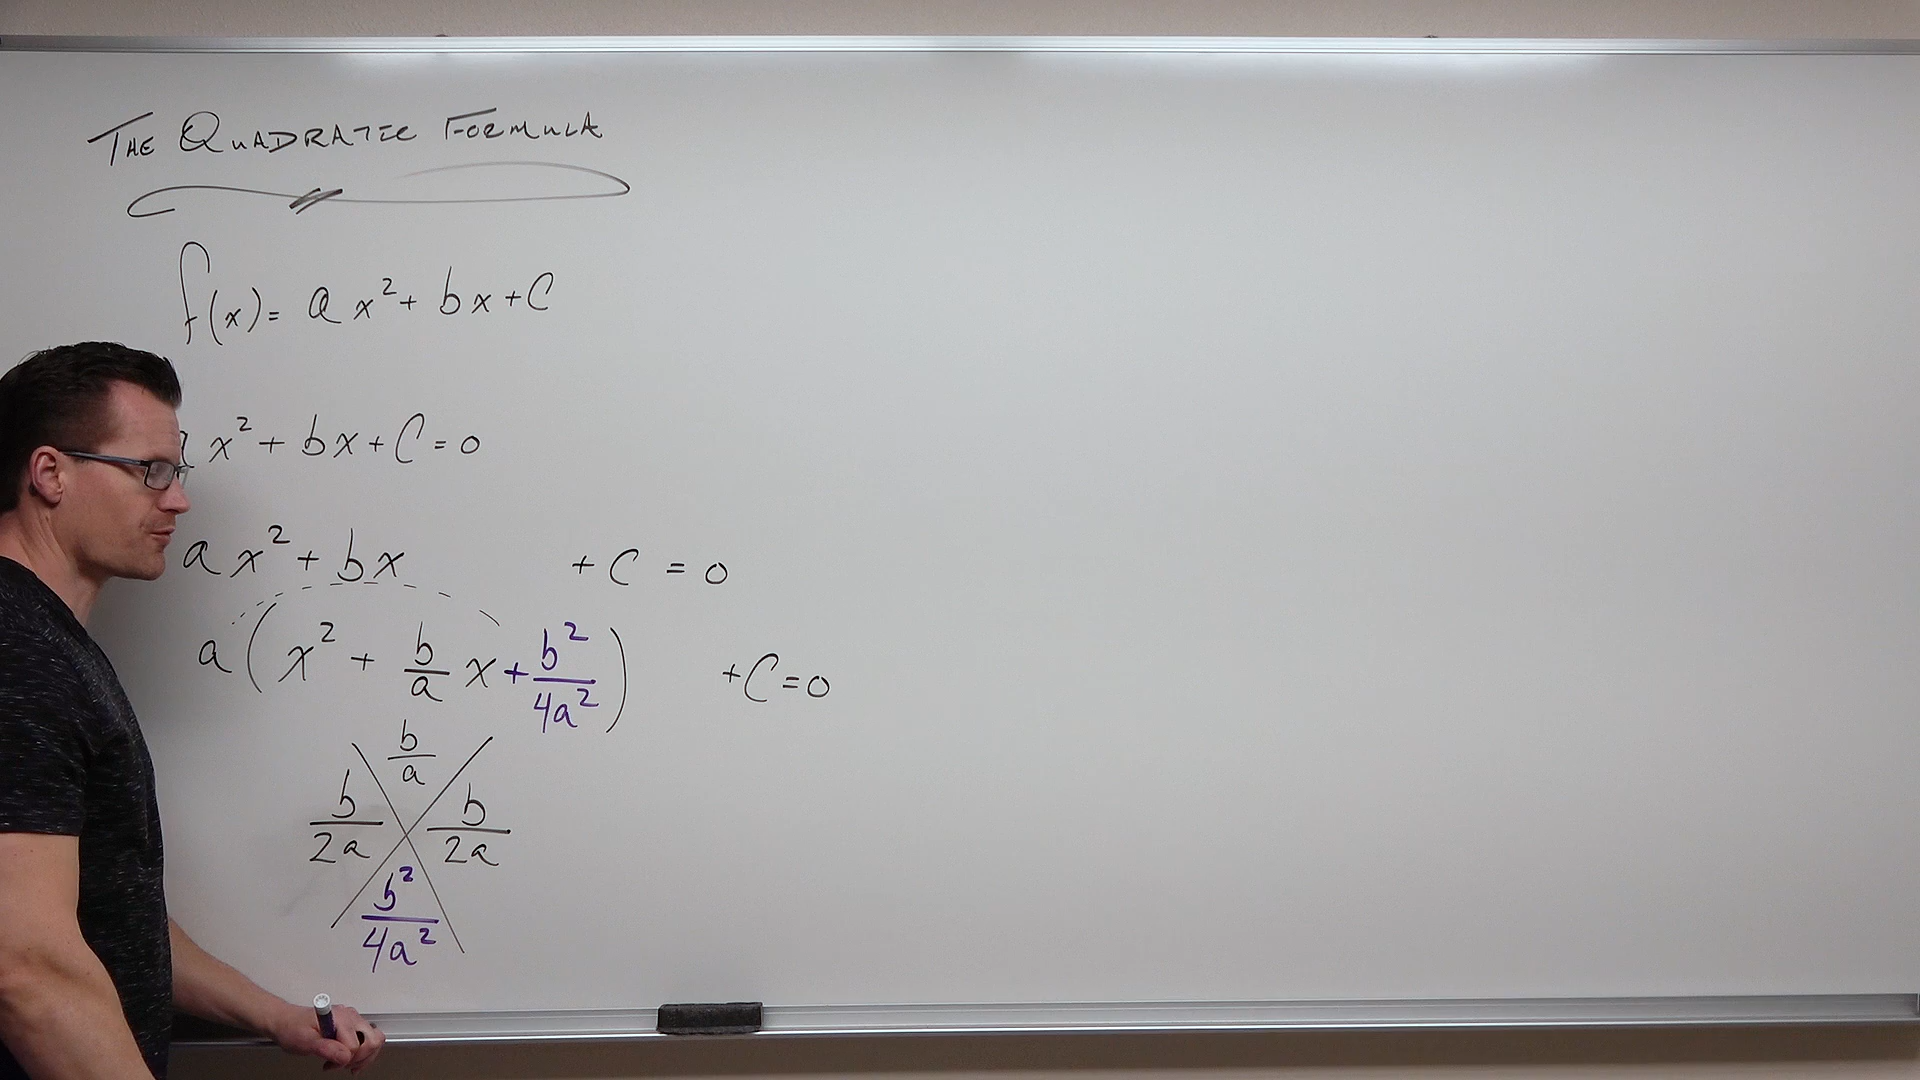 THE QUADRATIC FORMULA
f(x) = ax² + bx + C
x² + bx + C = 0
ax² + bx + C = 0
a(x² + b/a x + b²/4a²) + C = 0
b/a
b/2a b/2a
b²/4a²